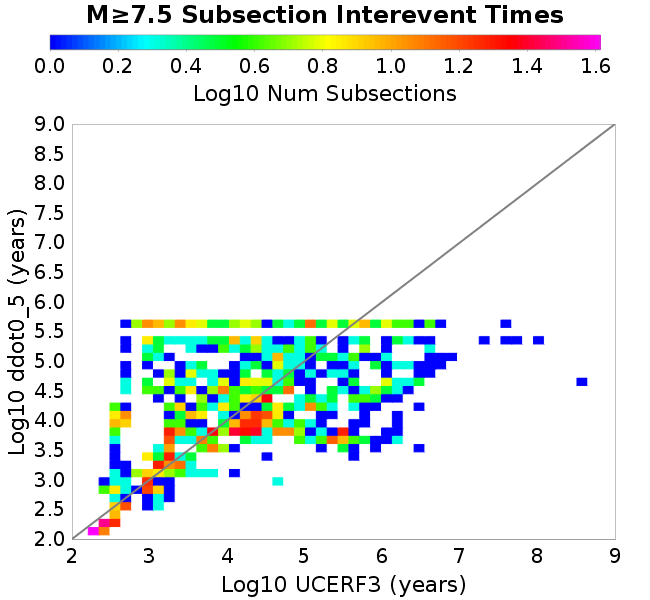 M≥7.5 Subsection Interevent Times
0.0 0.2 0.4 0.6 0.8 1.0 1.2 1.4 1.6
Log10 Num Subsections
9.0
8.5
8.0
7.5
7.0
6.5
6.0
5.5
5.0
4.5
4.0
3.5
3.0
2.5
2.0
Log10 ddot0_5 (years)
2 3 4 5 6 7 8 9
Log10 UCERF3 (years)